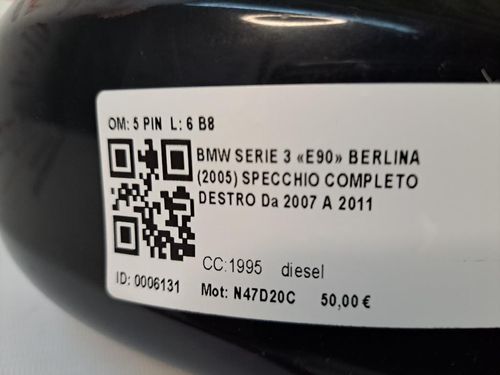 OM: 5 PIN L: 6 B8
BMW SERIE 3 «E90» BERLINA
(2005) SPECCHIO COMPLETO
DESTRO Da 2007 A 2011
CC:1995 diesel
ID: 0006131 Mot: N47D20C 50,00 €